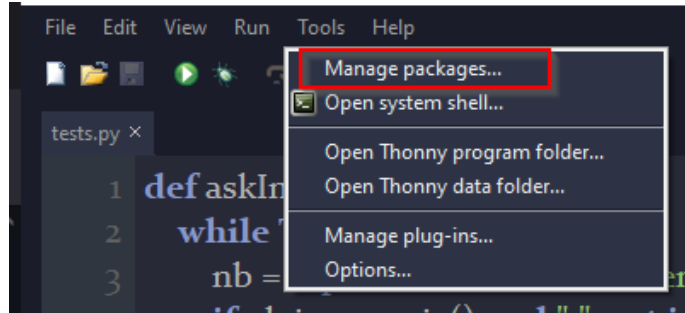 File Edit View Run Tools Help
Manage packages...
Open system shell...
Open Thonny program folder...
Open Thonny data folder...
Manage plug-ins...
Options...
tests.py ×
1 def askIn
2 while
3 nb =